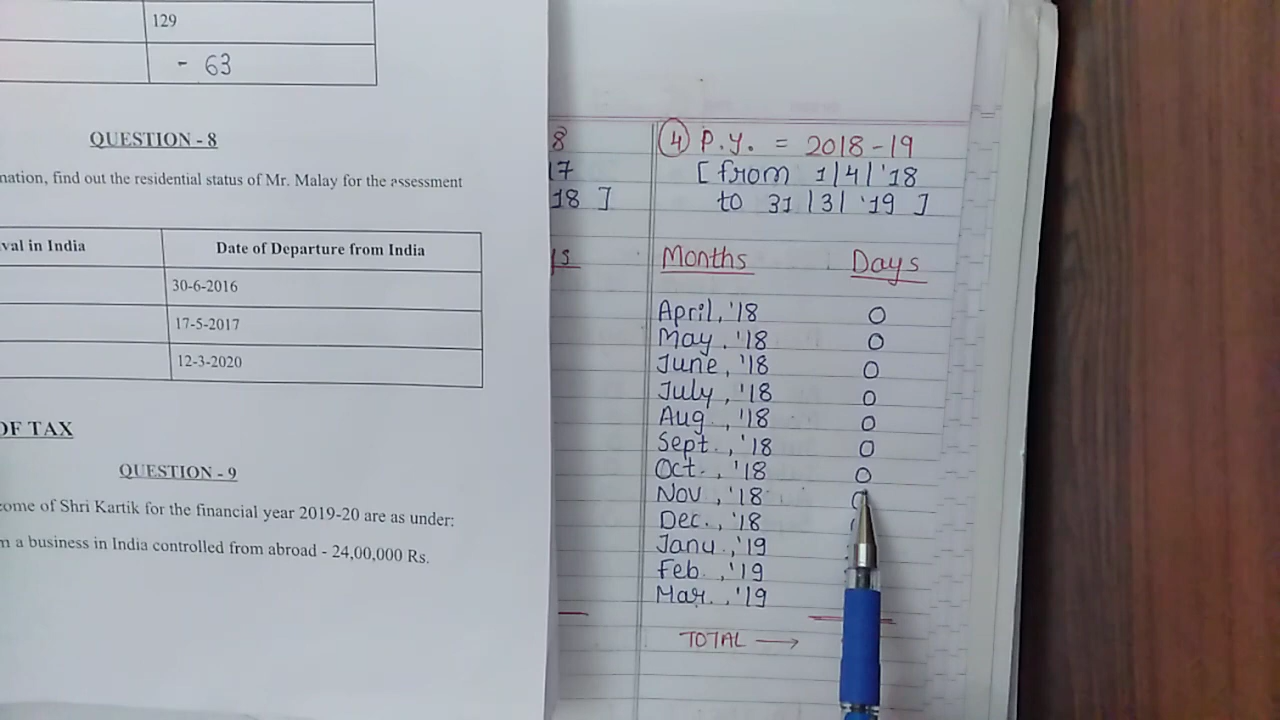 129
- 63
QUESTION - 8
nation, find out the residential status of Mr. Malay for the assessment
val in India Date of Departure from India
30-6-2016
17-5-2017
12-3-2020
OF TAX
QUESTION - 9
come of Shri Kartik for the financial year 2019-20 are as under:
m a business in India controlled from abroad - 24,00,000 Rs.
8
17
18 ]
ys
4 P.Y. = 2018-19
[ from 1/4/'18
to 31/3/'19 ]
Months Days
April, '18 0
May, '18 0
June, '18 0
July, '18 0
Aug., '18 0
Sept., '18 0
Oct., '18 0
Nov, '18 0
Dec., '18
Janu., '19
Feb., '19
Mar., '19
TOTAL →